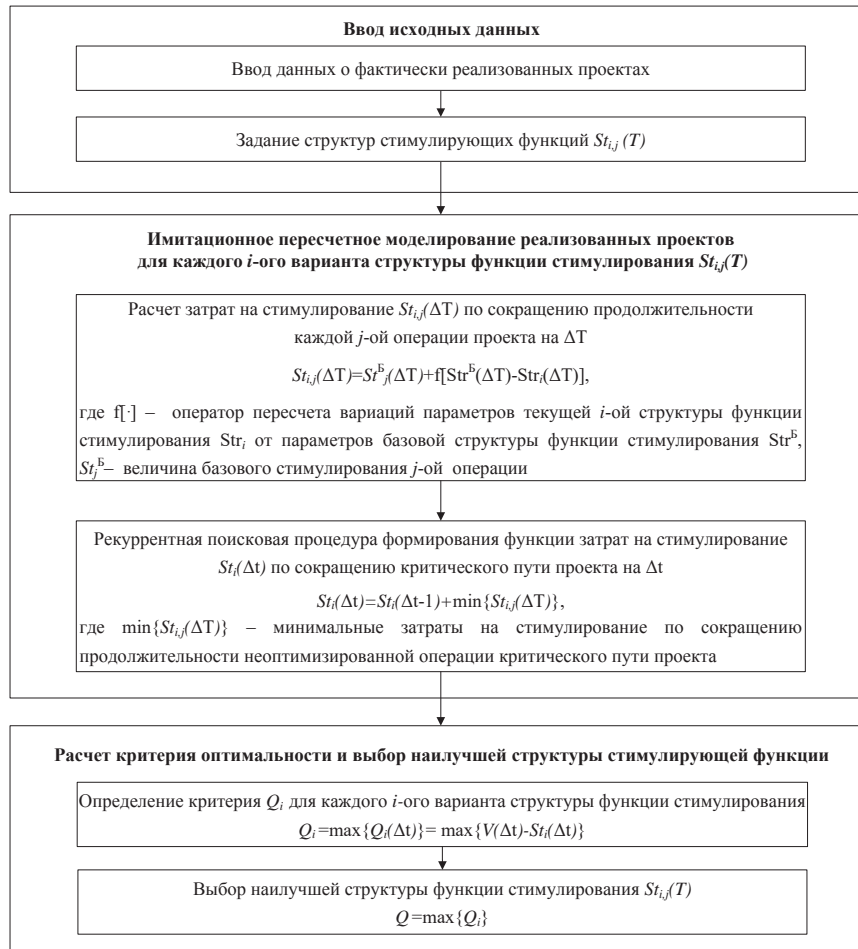 Ввод исходных данных
Ввод данных о фактически реализованных проектах
Задание структур стимулирующих функций St_{i,j} (T)
Имитационное пересчетное моделирование реализованных проектов
для каждого i-ого варианта структуры функции стимулирования St_{i,j}(T)
Расчет затрат на стимулирование St_{i,j}(ΔT) по сокращению продолжительности
каждой j-ой операции проекта на ΔT
St_{i,j}(ΔT)=St^Б_j(ΔT)+f[Str^Б(ΔT)-Str_i(ΔT)],
где f[·] – оператор пересчета вариаций параметров текущей i-ой структуры функции
стимулирования Str_i от параметров базовой структуры функции стимулирования Str^Б,
St_j^Б– величина базового стимулирования j-ой операции
Рекуррентная поисковая процедура формирования функции затрат на стимулирование
St_i(Δt) по сокращению критического пути проекта на Δt
St_i(Δt)=St_i(Δt-1)+min{St_{i,j}(ΔT)},
где min{St_{i,j}(ΔT)} – минимальные затраты на стимулирование по сокращению
продолжительности неоптимизированной операции критического пути проекта
Расчет критерия оптимальности и выбор наилучшей структуры стимулирующей функции
Определение критерия Q_i для каждого i-ого варианта структуры функции стимулирования
Q_i=max{Q_i(Δt)}= max{V(Δt)-St_i(Δt)}
Выбор наилучшей структуры функции стимулирования St_{i,j}(T)
Q=max{Q_i}